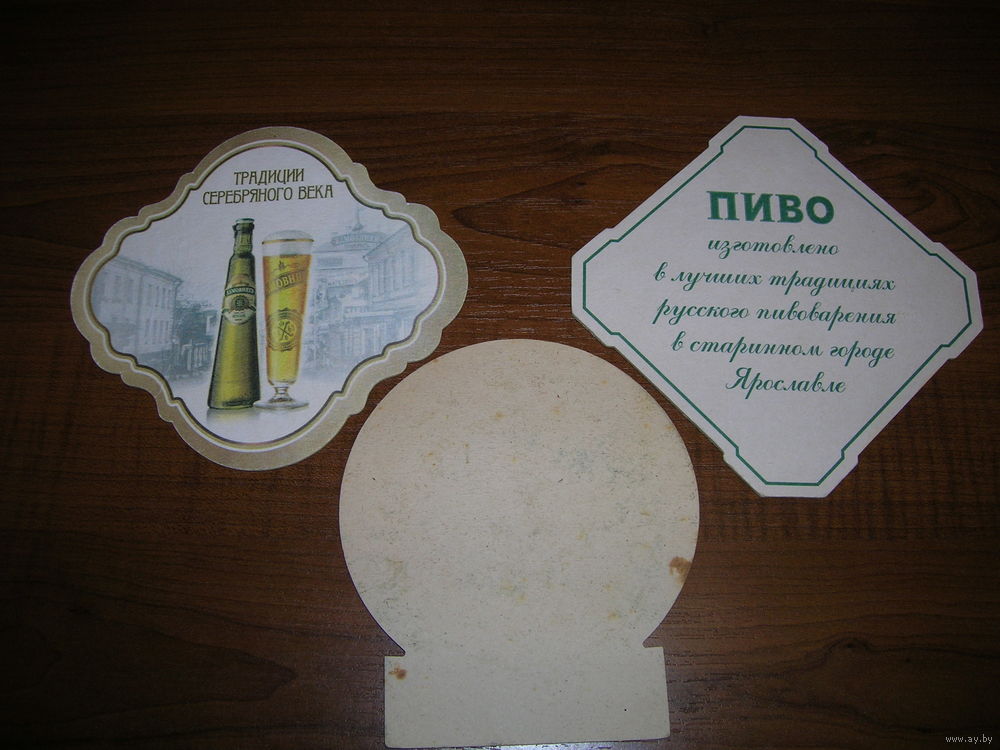 ТРАДИЦИИ
СЕРЕБРЯНОГО ВЕКА
ПИВО
изготовлено
в лучших традициях
русского пивоварения
в старинном городе
Ярославле
www.ay.by